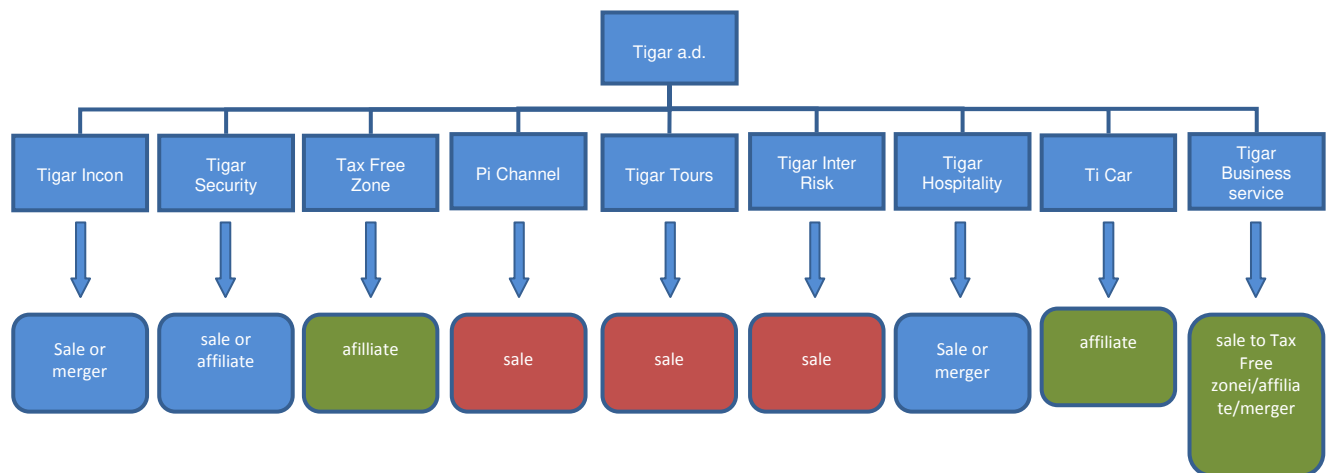 Tigar a.d.
Tigar Incon
Tigar
Security
Tax Free
Zone
Pi Channel
Tigar Tours
Tigar Inter
Risk
Tigar
Hospitality
Ti Car
Tigar
Business
service
Sale or
merger
sale or
affiliate
afilliate
sale
sale
sale
Sale or
merger
affiliate
sale to Tax
Free
zonei/affilia
te/merger